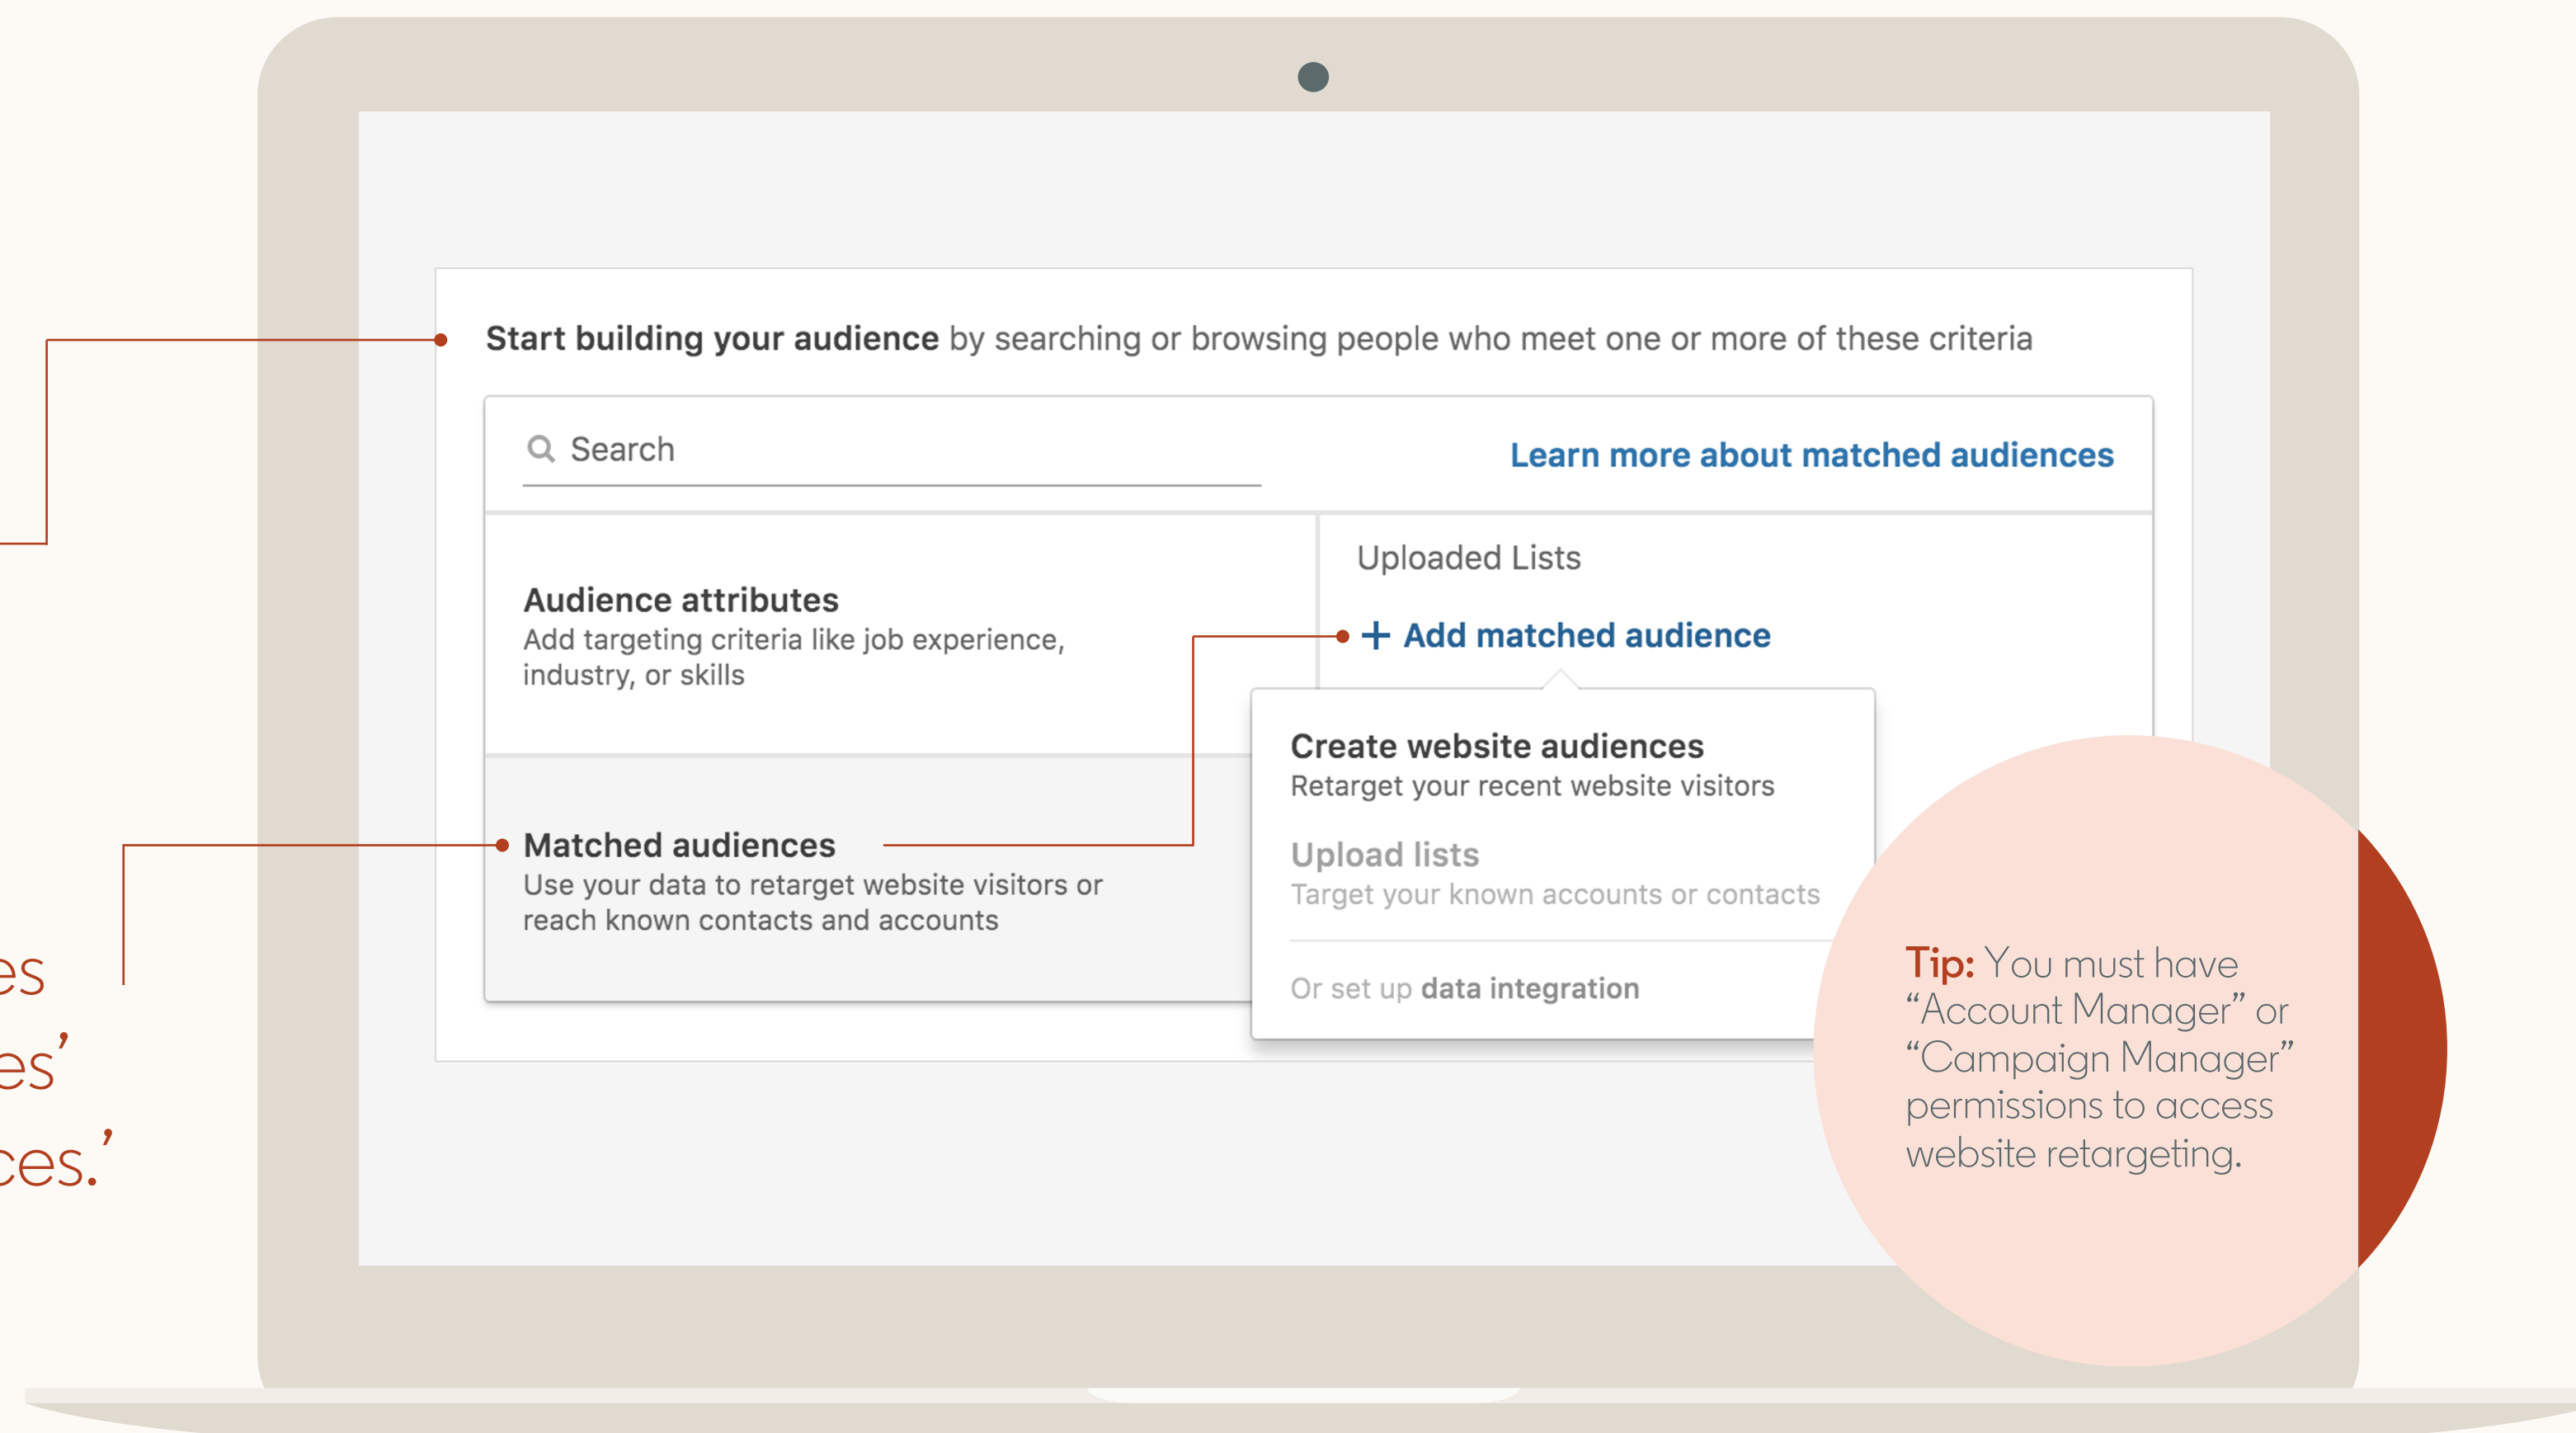 Start building your audience by searching or browsing people who meet one or more of these criteria
Search
Learn more about matched audiences
Audience attributes
Add targeting criteria like job experience,
industry, or skills
Matched audiences
Use your data to retarget website visitors or
reach known contacts and accounts
Uploaded Lists
+ Add matched audience
Create website audiences
Retarget your recent website visitors
Upload lists
Target your known accounts or contacts
Or set up data integration
Tip: You must have
“Account Manager” or
“Campaign Manager”
permissions to access
website retargeting.